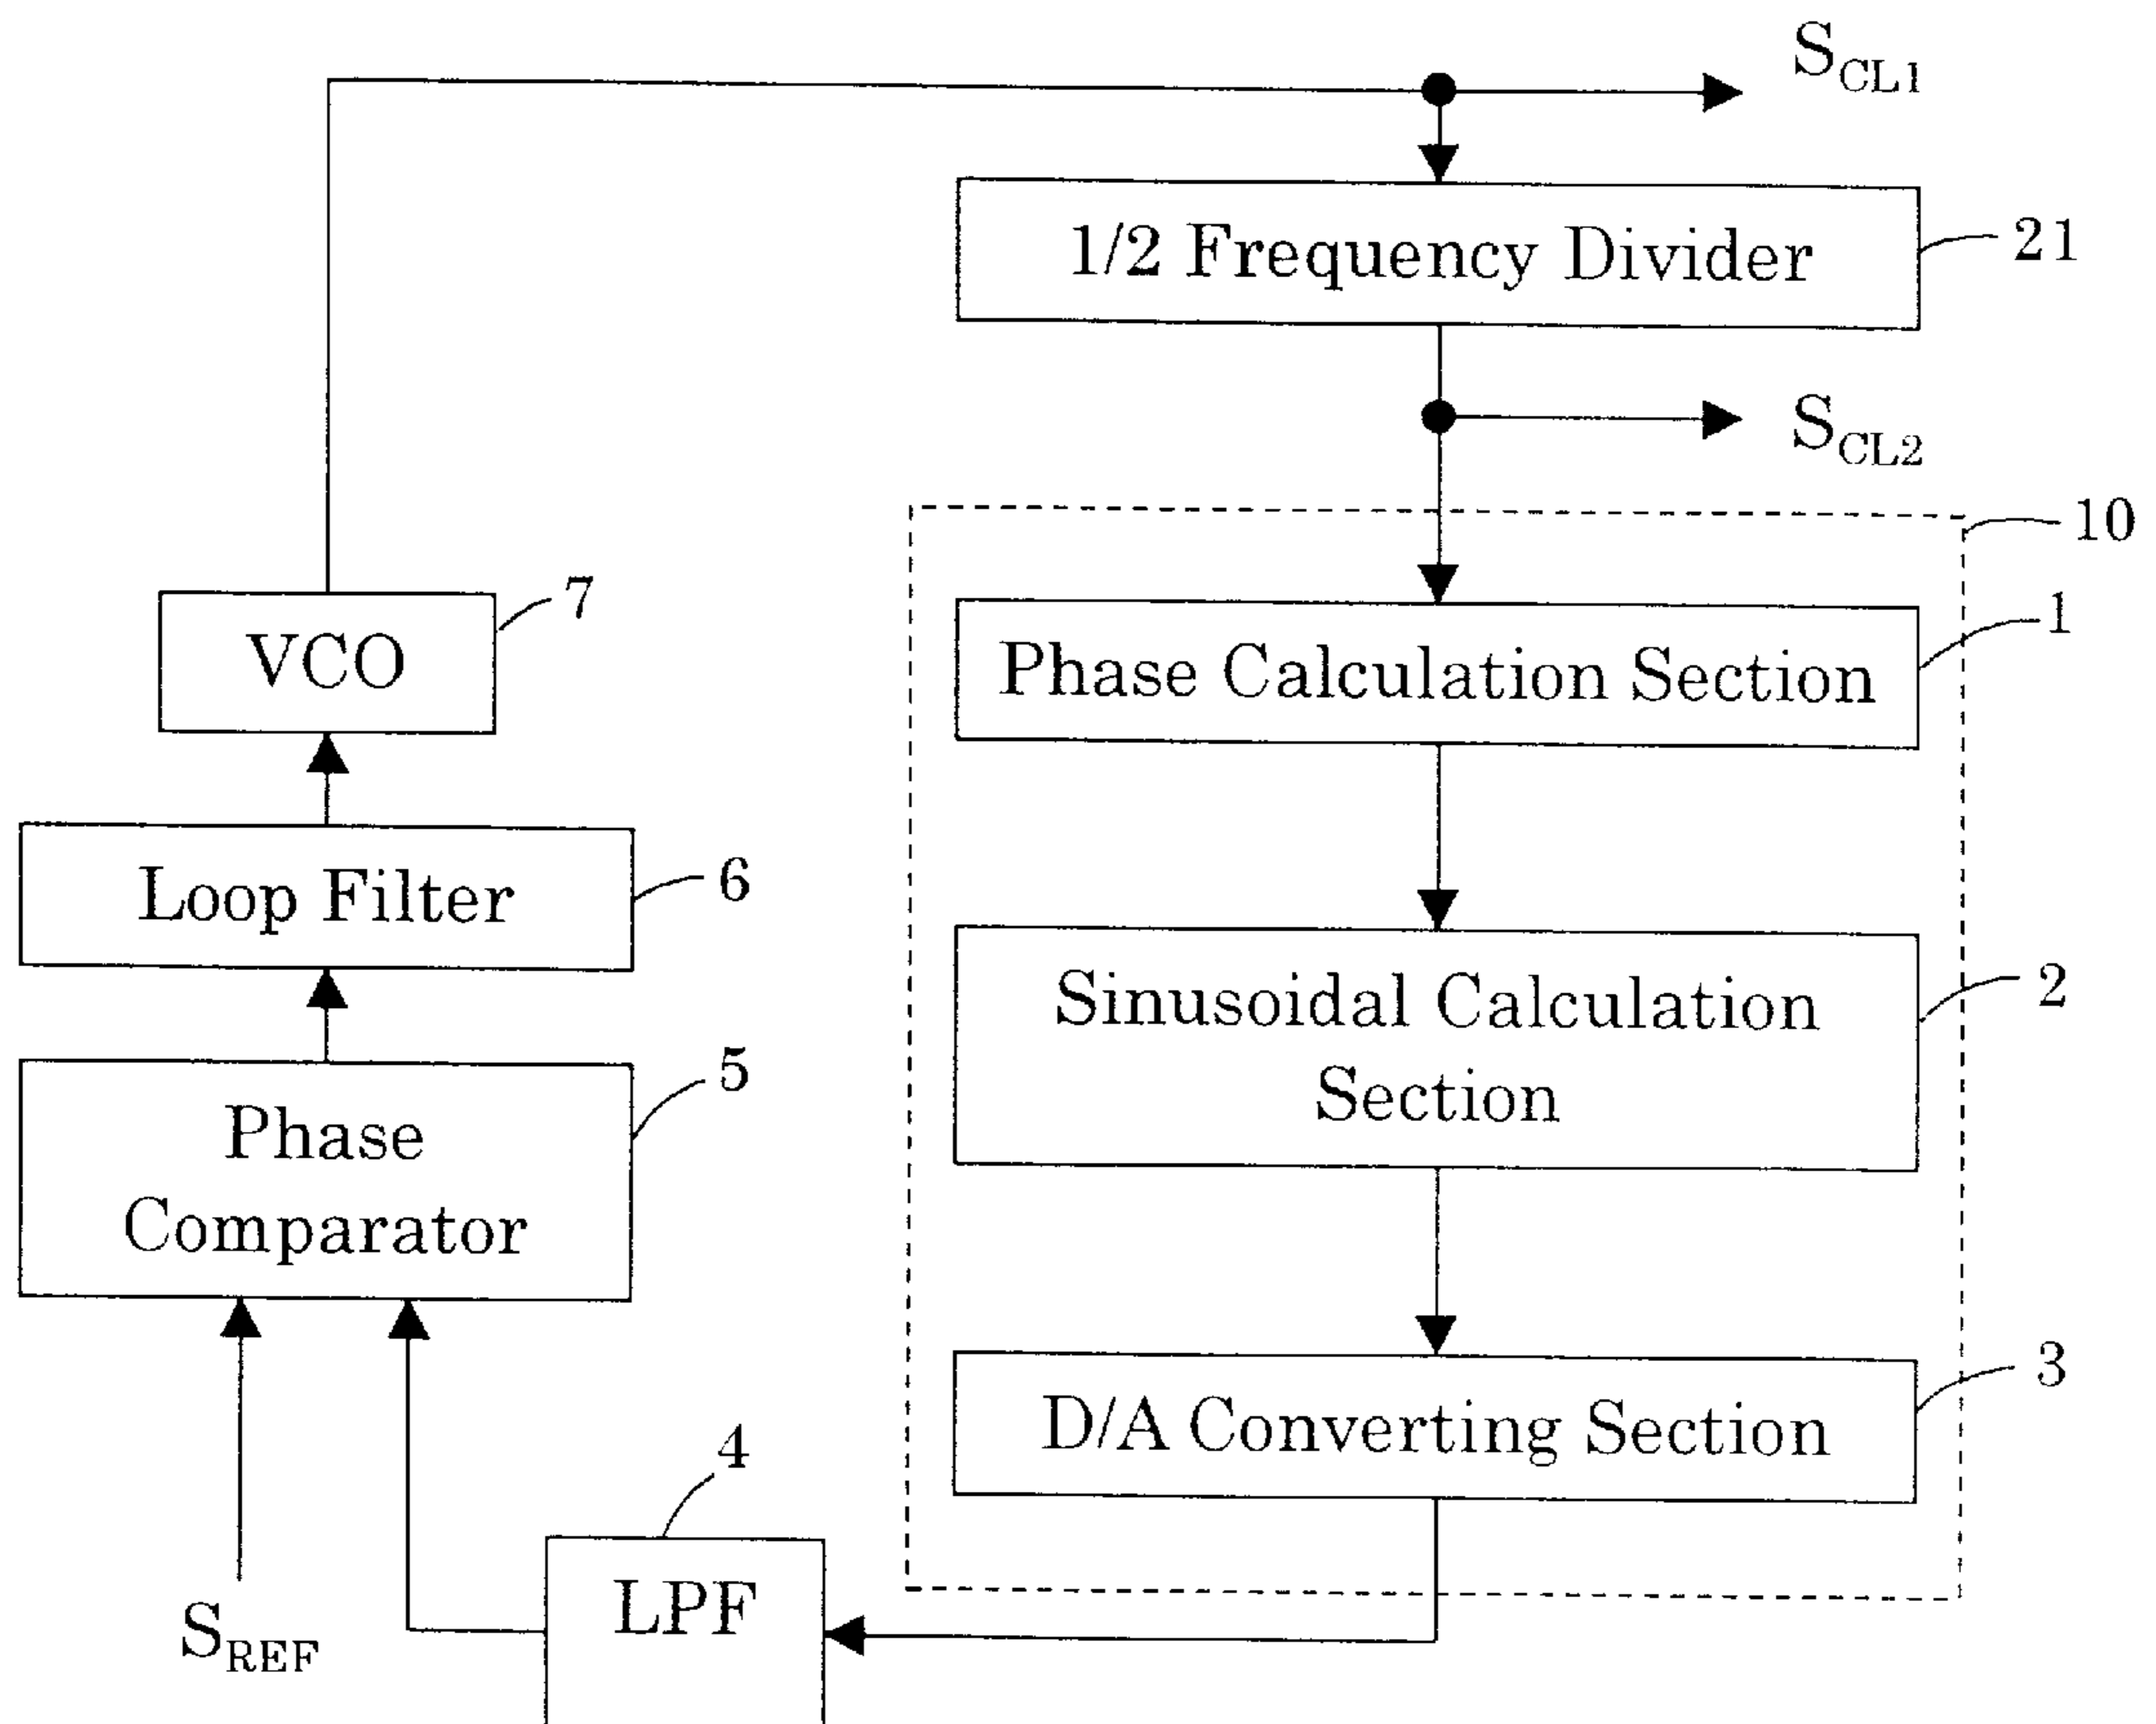 S_CL1
1/2 Frequency Divider
21
S_CL2
10
Phase Calculation Section
1
VCO
7
Loop Filter
6
Sinusoidal Calculation
Section
2
Phase
Comparator
5
D/A Converting Section
3
LPF
4
S_REF